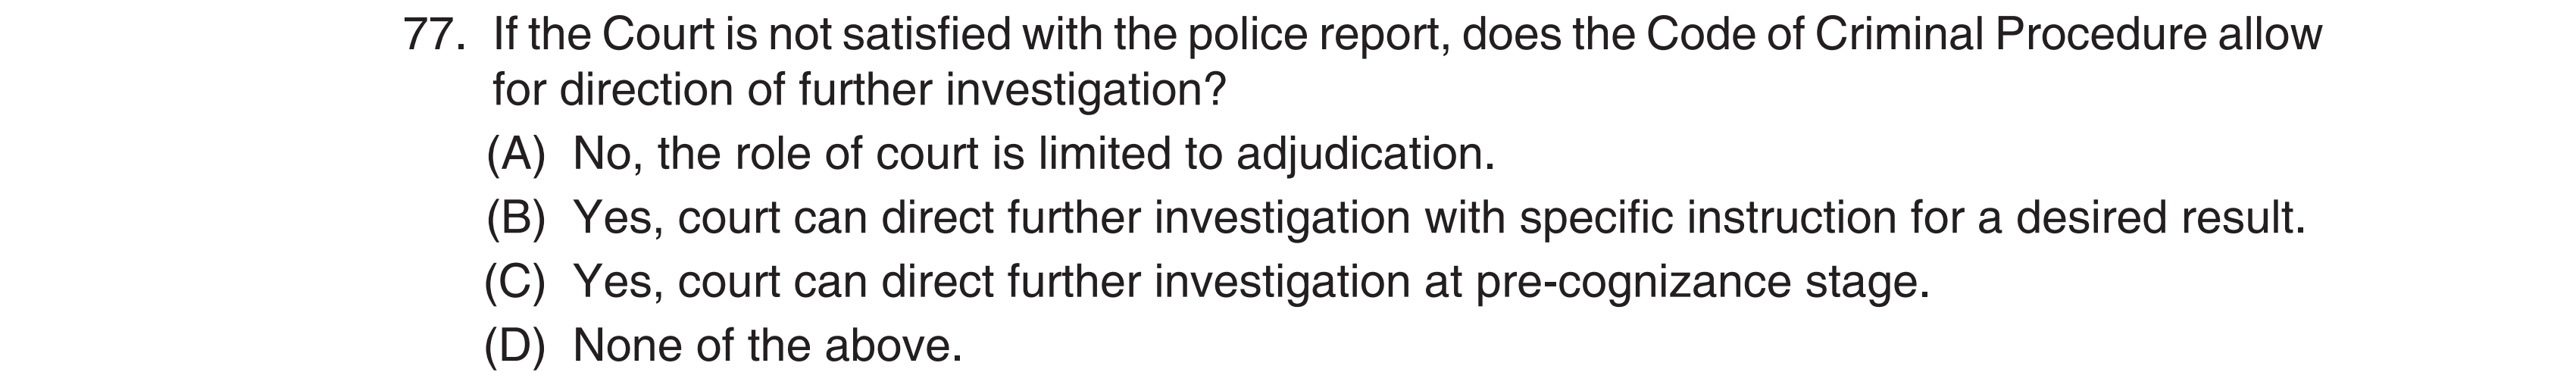 77. If the Court is not satisfied with the police report, does the Code of Criminal Procedure allow
for direction of further investigation?
(A) No, the role of court is limited to adjudication.
(B) Yes, court can direct further investigation with specific instruction for a desired result.
(C) Yes, court can direct further investigation at pre-cognizance stage.
(D) None of the above.